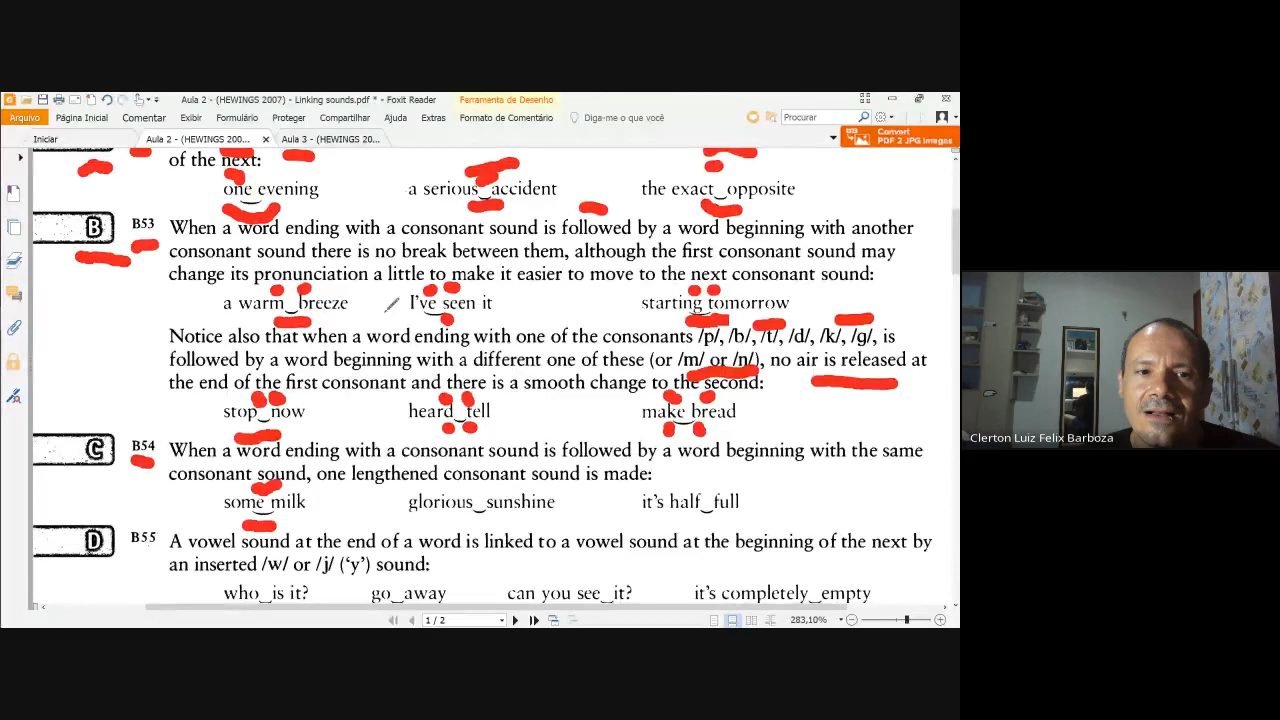 Aula 2 - (HEWINGS 2007) - Linking sounds.pdf * - Foxit Reader
Ferramenta de Desenho
Arquivo Página Inicial Comentar Exibir Formulário Proteger Compartilhar Ajuda Extras Formato de Comentário Diga-me o que você Procurar
Iniciar Aula 2 - (HEWINGS 200... Aula 3 - (HEWINGS 20...
Convert
PDF 2 JPG Images
of the next:
one evening a serious accident the exact opposite
B B53 When a word ending with a consonant sound is followed by a word beginning with another
consonant sound there is no break between them, although the first consonant sound may
change its pronunciation a little to make it easier to move to the next consonant sound:
a warm breeze I've seen it starting tomorrow
Notice also that when a word ending with one of the consonants /p/, /b/, /t/, /d/, /k/, /g/, is
followed by a word beginning with a different one of these (or /m/ or /n/), no air is released at
the end of the first consonant and there is a smooth change to the second:
stop now heard tell make bread
C B54 When a word ending with a consonant sound is followed by a word beginning with the same
consonant sound, one lengthened consonant sound is made:
some milk glorious sunshine it's half full
D B55 A vowel sound at the end of a word is linked to a vowel sound at the beginning of the next by
an inserted /w/ or /j/ ('y') sound:
who is it? go away can you see it? it's completely empty
1 / 2 283,10%
Clerton Luiz Felix Barboza